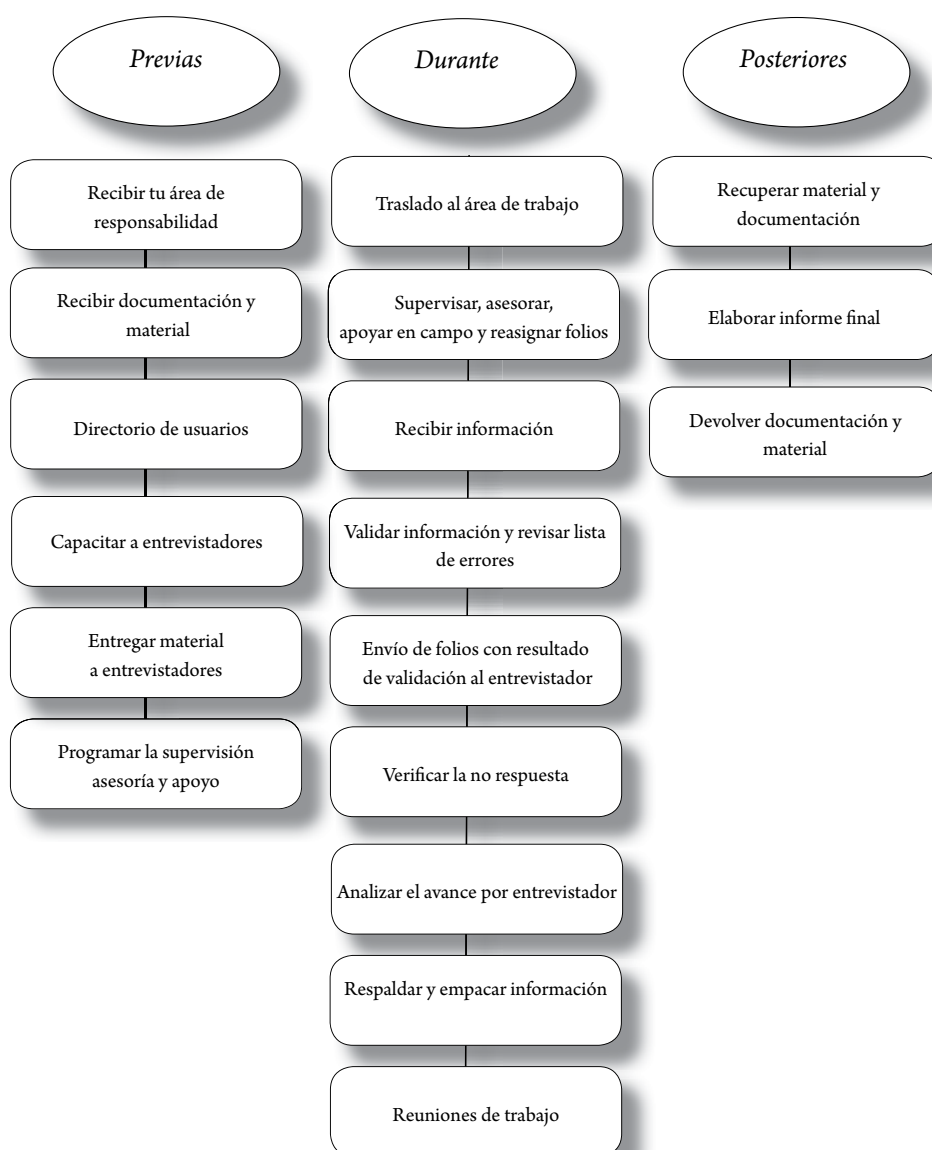 Previas
Recibir tu área de
responsabilidad
Recibir documentación y
material
Directorio de usuarios
Capacitar a entrevistadores
Entregar material
a entrevistadores
Programar la supervisión
asesoría y apoyo
Durante
Traslado al área de trabajo
Supervisar, asesorar,
apoyar en campo y reasignar folios
Recibir información
Validar información y revisar lista
de errores
Envío de folios con resultado
de validación al entrevistador
Verificar la no respuesta
Analizar el avance por entrevistador
Respaldar y empacar información
Reuniones de trabajo
Posteriores
Recuperar material y
documentación
Elaborar informe final
Devolver documentación y
material